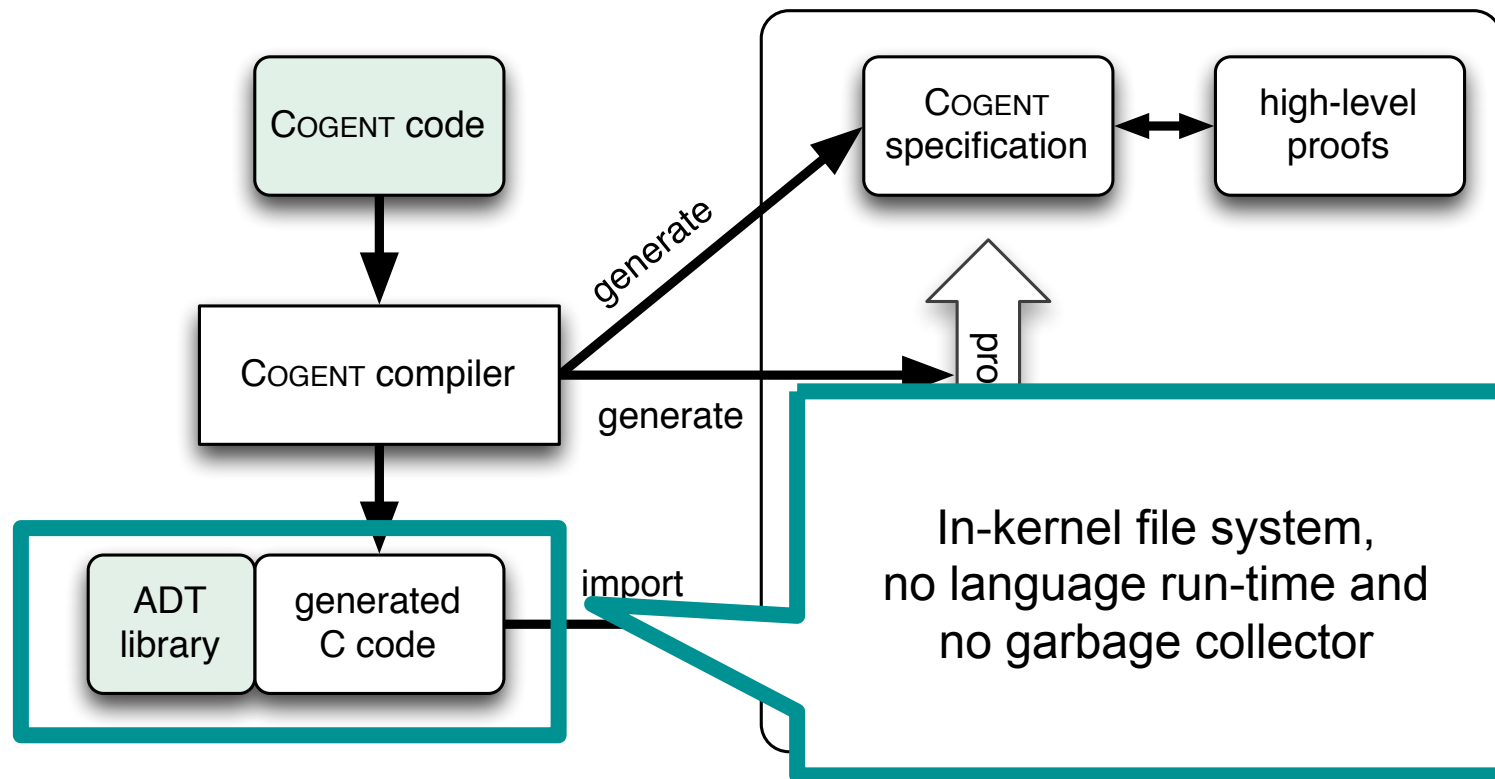 COGENT code
COGENT
specification
high-level
proofs
generate
COGENT compiler
generate
ADT
library
generated
C code
import
In-kernel file system,
no language run-time and
no garbage collector